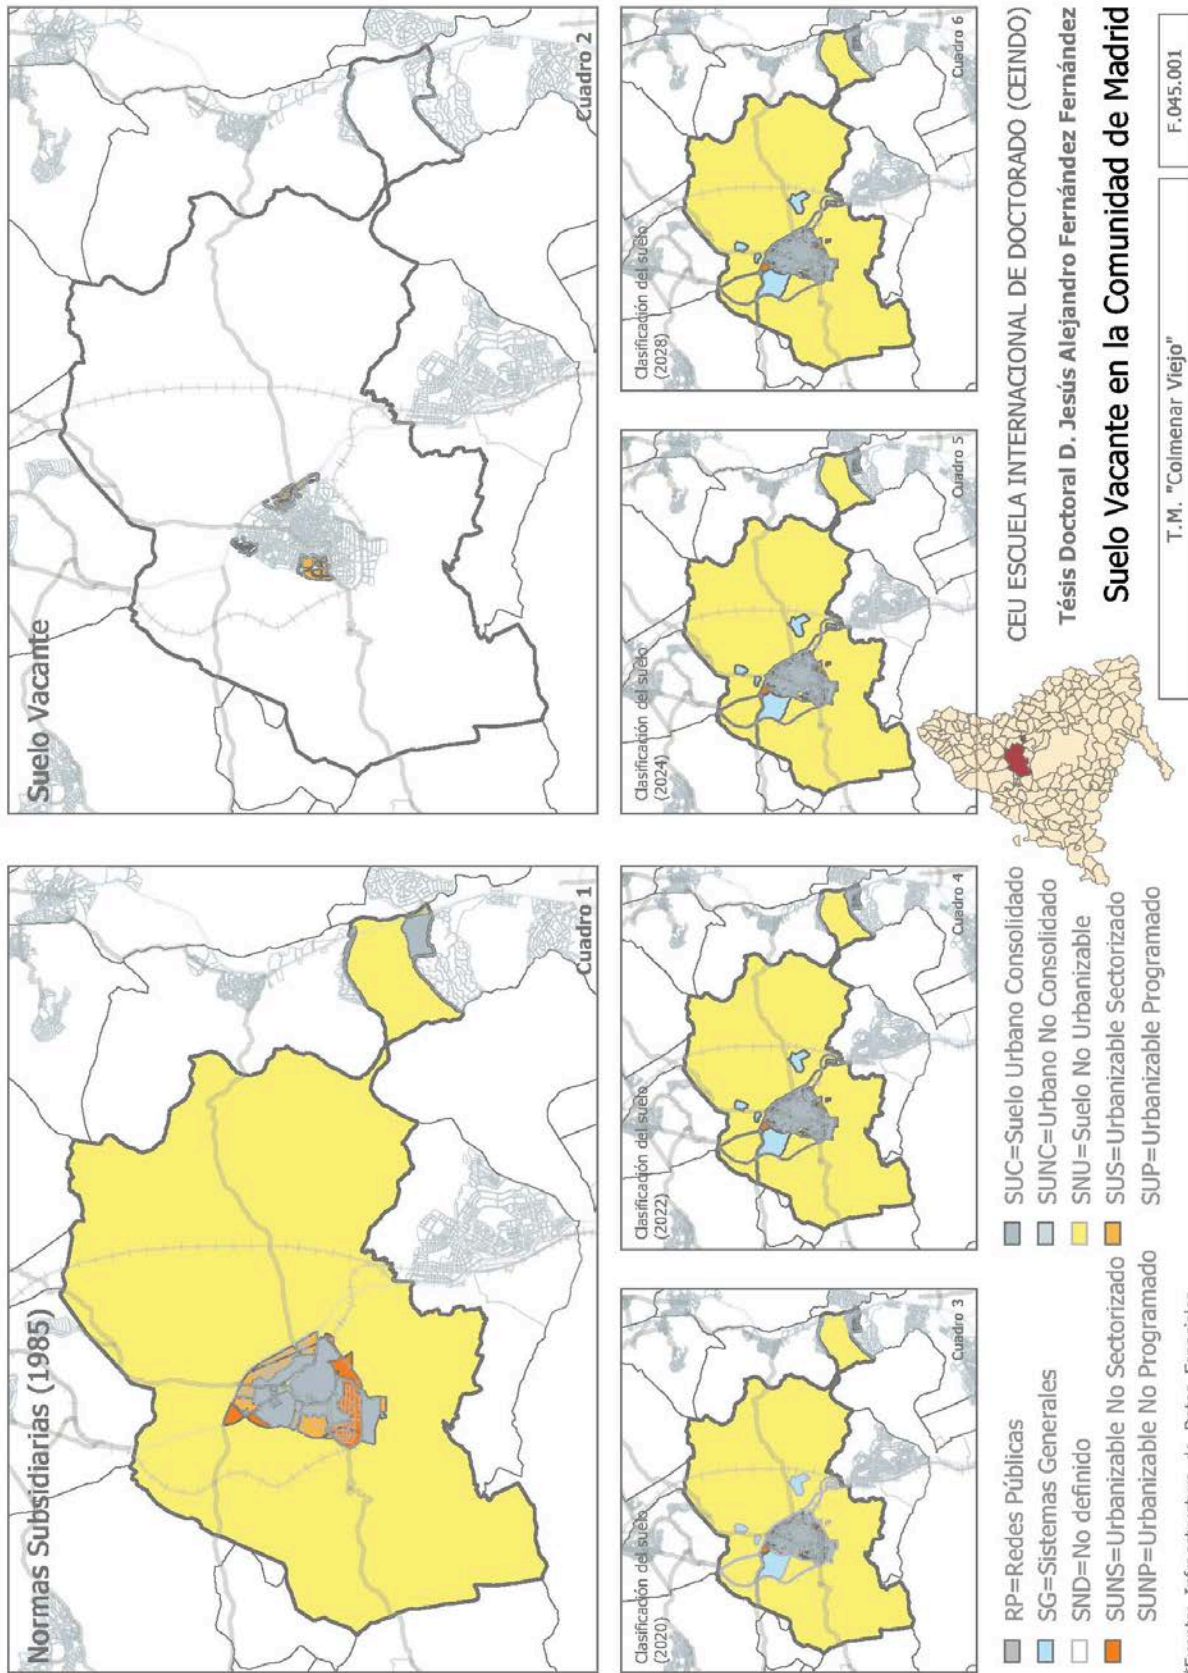 Normas Subsidiarias (1985)
Cuadro 1
Suelo Vacante
Cuadro 2
Clasificación del suelo
(2020)
Cuadro 3
Clasificación del suelo
(2022)
Cuadro 4
Clasificación del suelo
(2024)
Cuadro 5
Clasificación del suelo
(2028)
Cuadro 6
RP=Redes Públicas
SG=Sistemas Generales
SND=No definido
SUNS=Urbanizable No Sectorizado
SUNP=Urbanizable No Programado
SUC=Suelo Urbano Consolidado
SUNC=Urbano No Consolidado
SNU=Suelo No Urbanizable
SUS=Urbanizable Sectorizado
SUP=Urbanizable Programado
CEU ESCUELA INTERNACIONAL DE DOCTORADO (CEINDO)
Tésis Doctoral D. Jesús Alejandro Fernández Fernández
Suelo Vacante en la Comunidad de Madrid
T.M. "Colmenar Viejo"
F.045.001